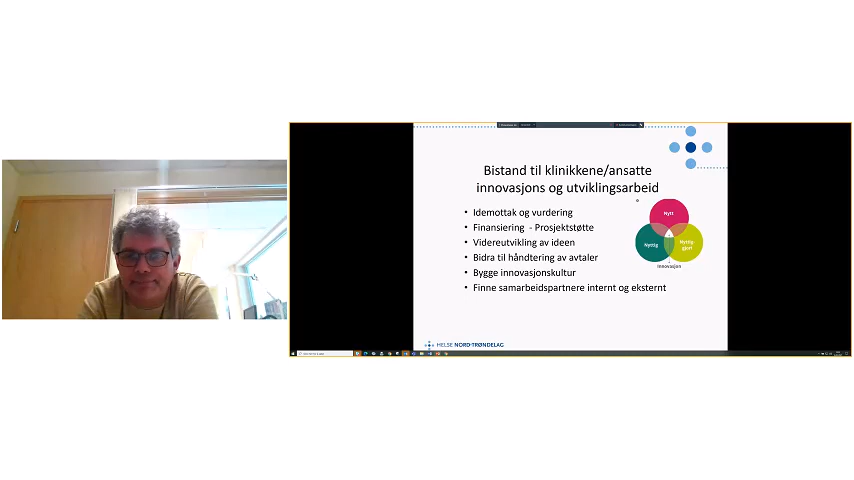 Bistand til klinikkene/ansatte
innovasjons og utviklingsarbeid
• Idemottak og vurdering
• Finansiering - Prosjektstøtte
• Videreutvikling av ideen
• Bidra til håndtering av avtaler
• Bygge innovasjonskultur
• Finne samarbeidspartnere internt og eksternt
Nytt
Nyttig
Nyttig-
gjort
Innovasjon
HELSE NORD-TRØNDELAG